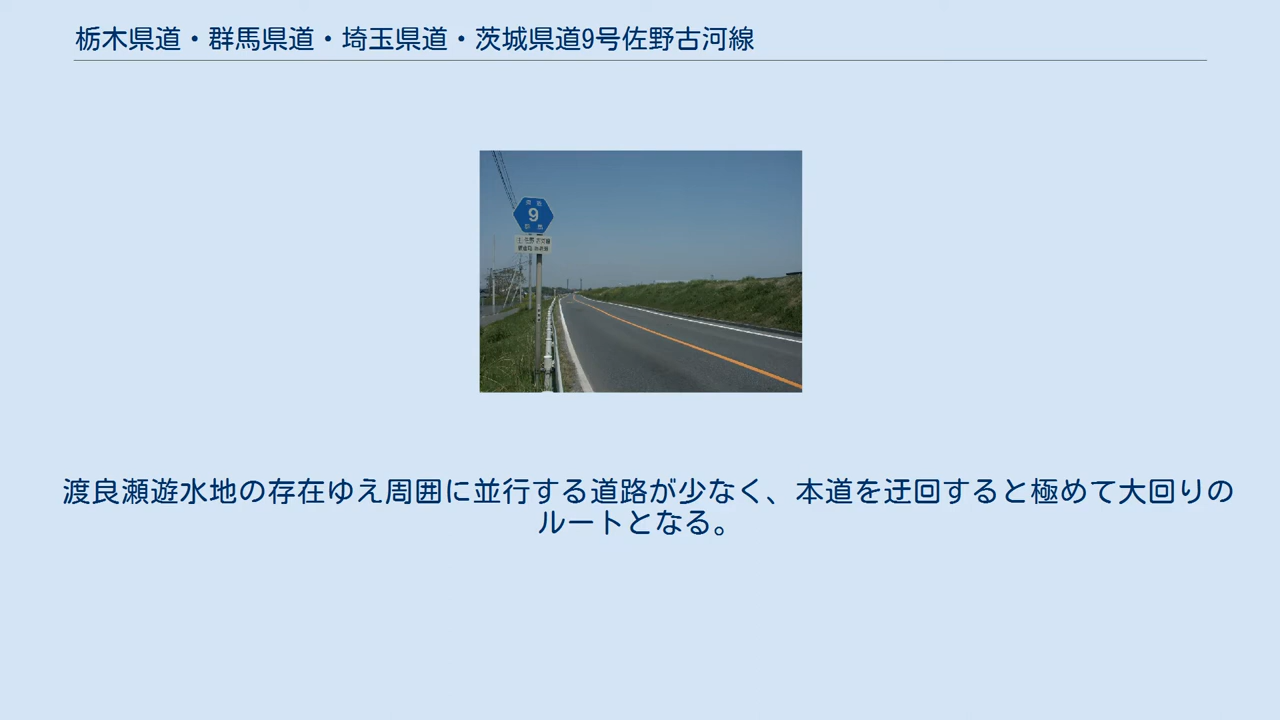 栃木県道・群馬県道・埼玉県道・茨城県道9号佐野古河線
9
渡良瀬遊水地の存在ゆえ周囲に並行する道路が少なく、本道を迂回すると極めて大回りの
ルートとなる。